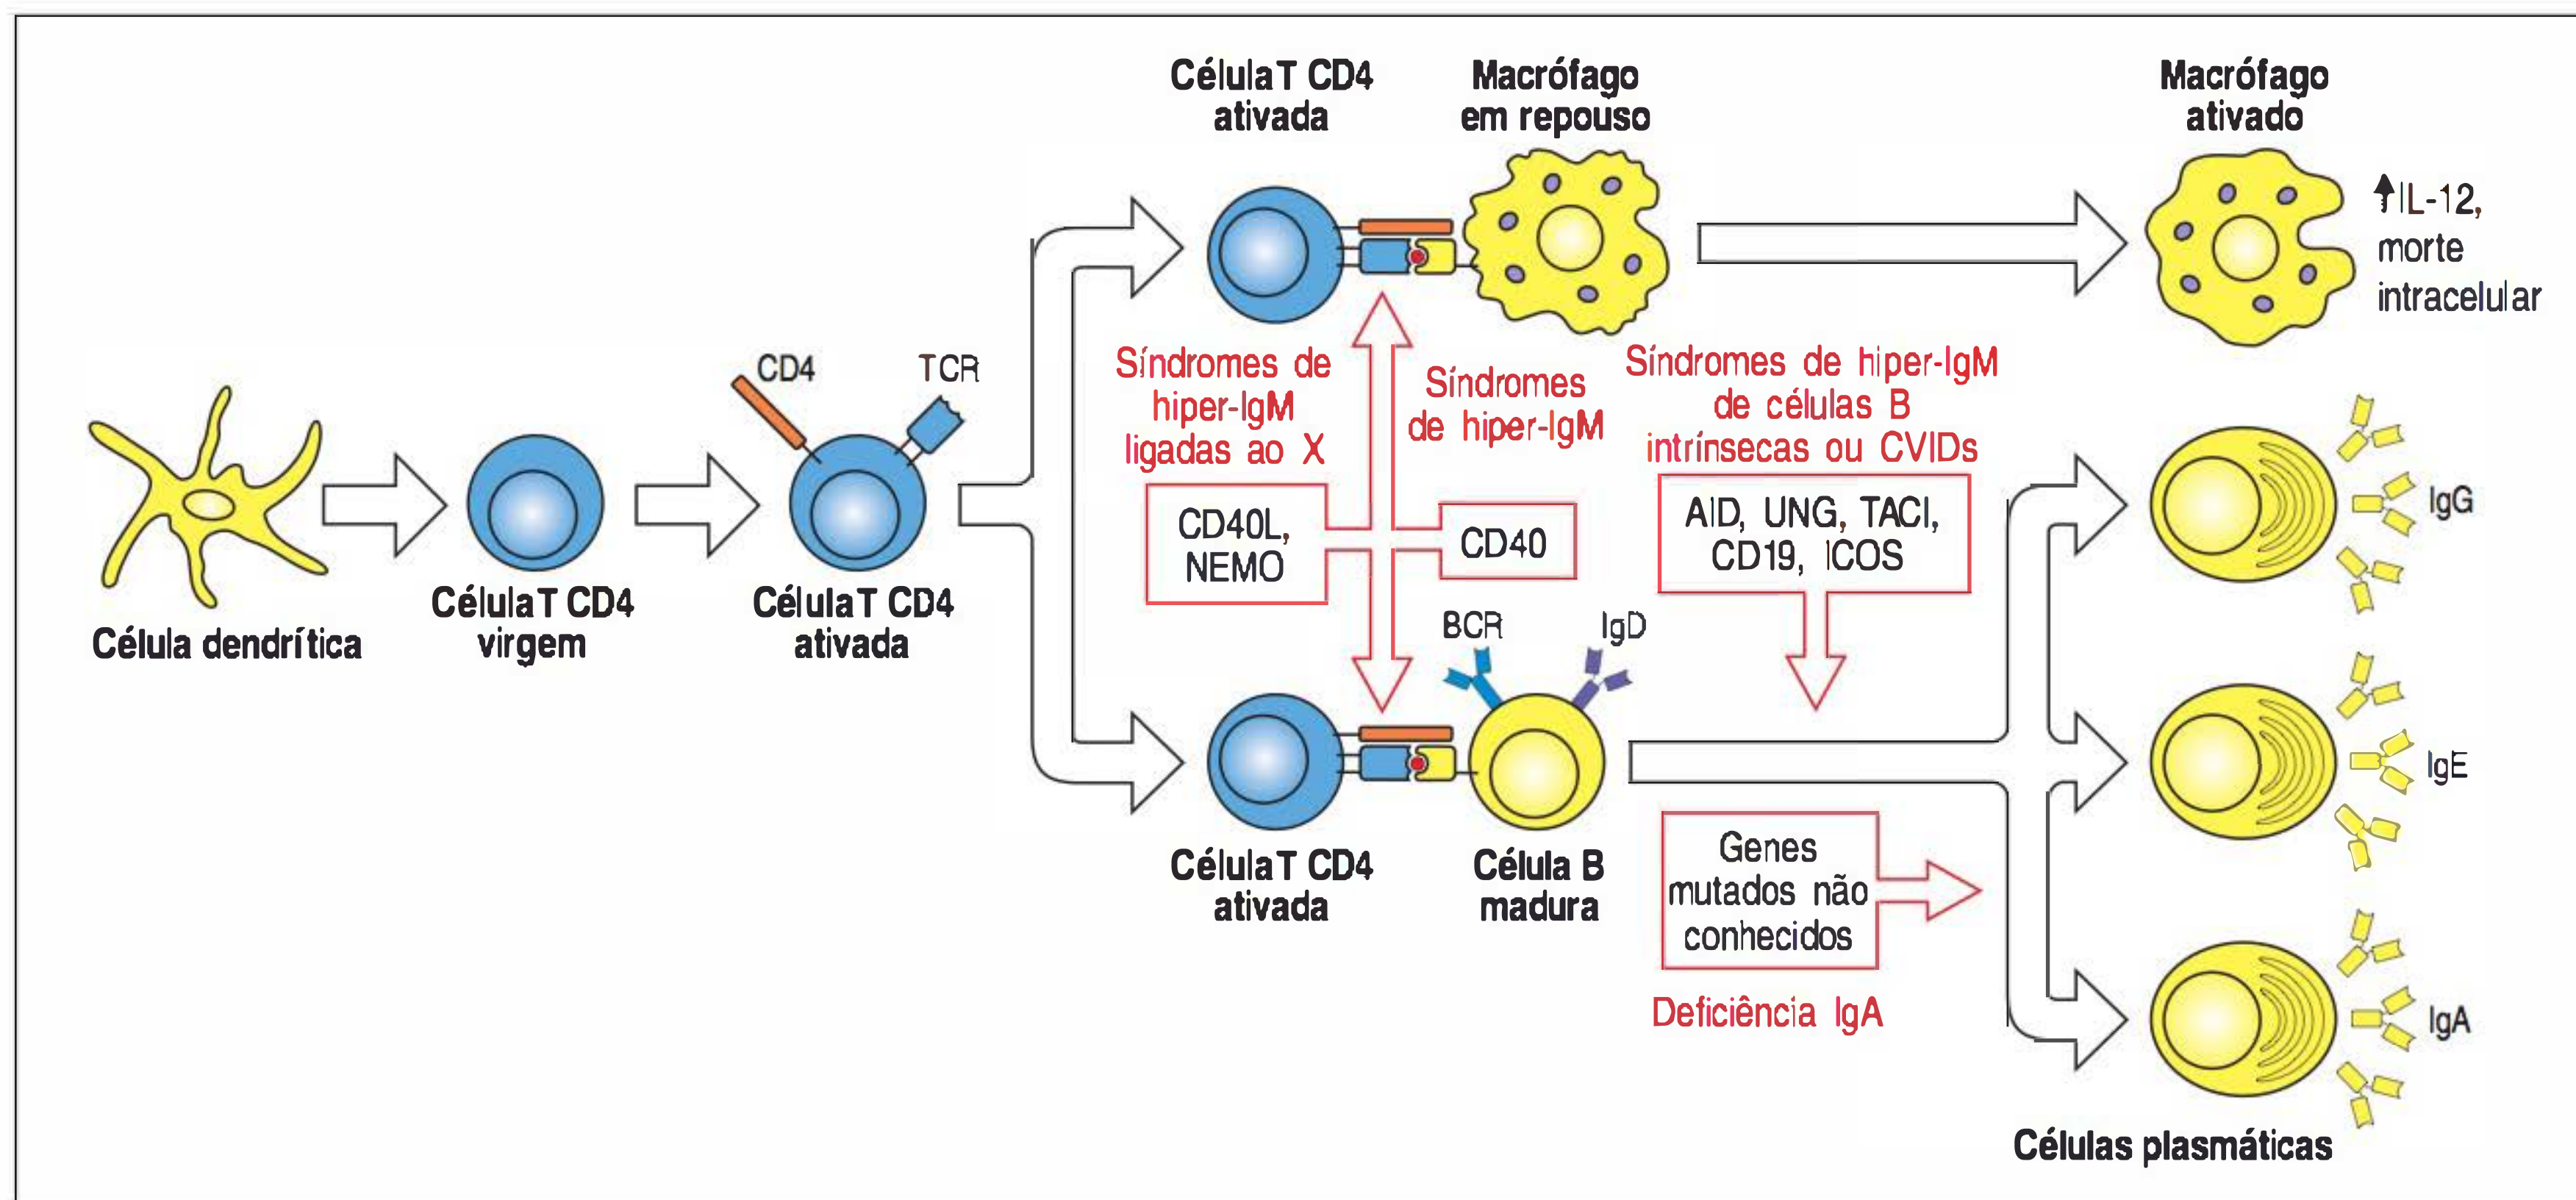 Célula T CD4
ativada
Macrófago
em repouso
Macrófago
ativado
IL-12,
morte
intracelular
CD4
TCR
Célula dendrítica
Célula T CD4
virgem
Célula T CD4
ativada
Síndromes de
hiper-IgM
ligadas ao X
Síndromes
de hiper-IgM
Síndromes de hiper-IgM
de células B
intrínsecas ou CVIDs
CD40L,
NEMO
CD40
AID, UNG, TACI,
CD19, ICOS
BCR
IgD
Célula T CD4
ativada
Célula B
madura
Genes
mutados não
conhecidos
Deficiência IgA
IgG
IgE
IgA
Células plasmáticas